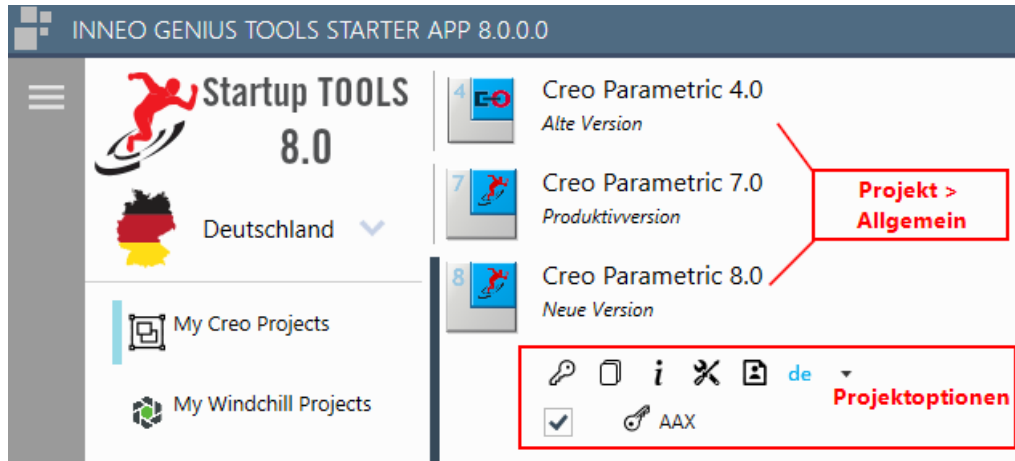 INNEO GENIUS TOOLS STARTER APP 8.0.0.0
Startup TOOLS
8.0
Deutschland
My Creo Projects
My Windchill Projects
4
Creo Parametric 4.0
Alte Version
7
Creo Parametric 7.0
Produktivversion
8
Creo Parametric 8.0
Neue Version
Projekt >
Allgemein
i
de
Projektoptionen
AAX